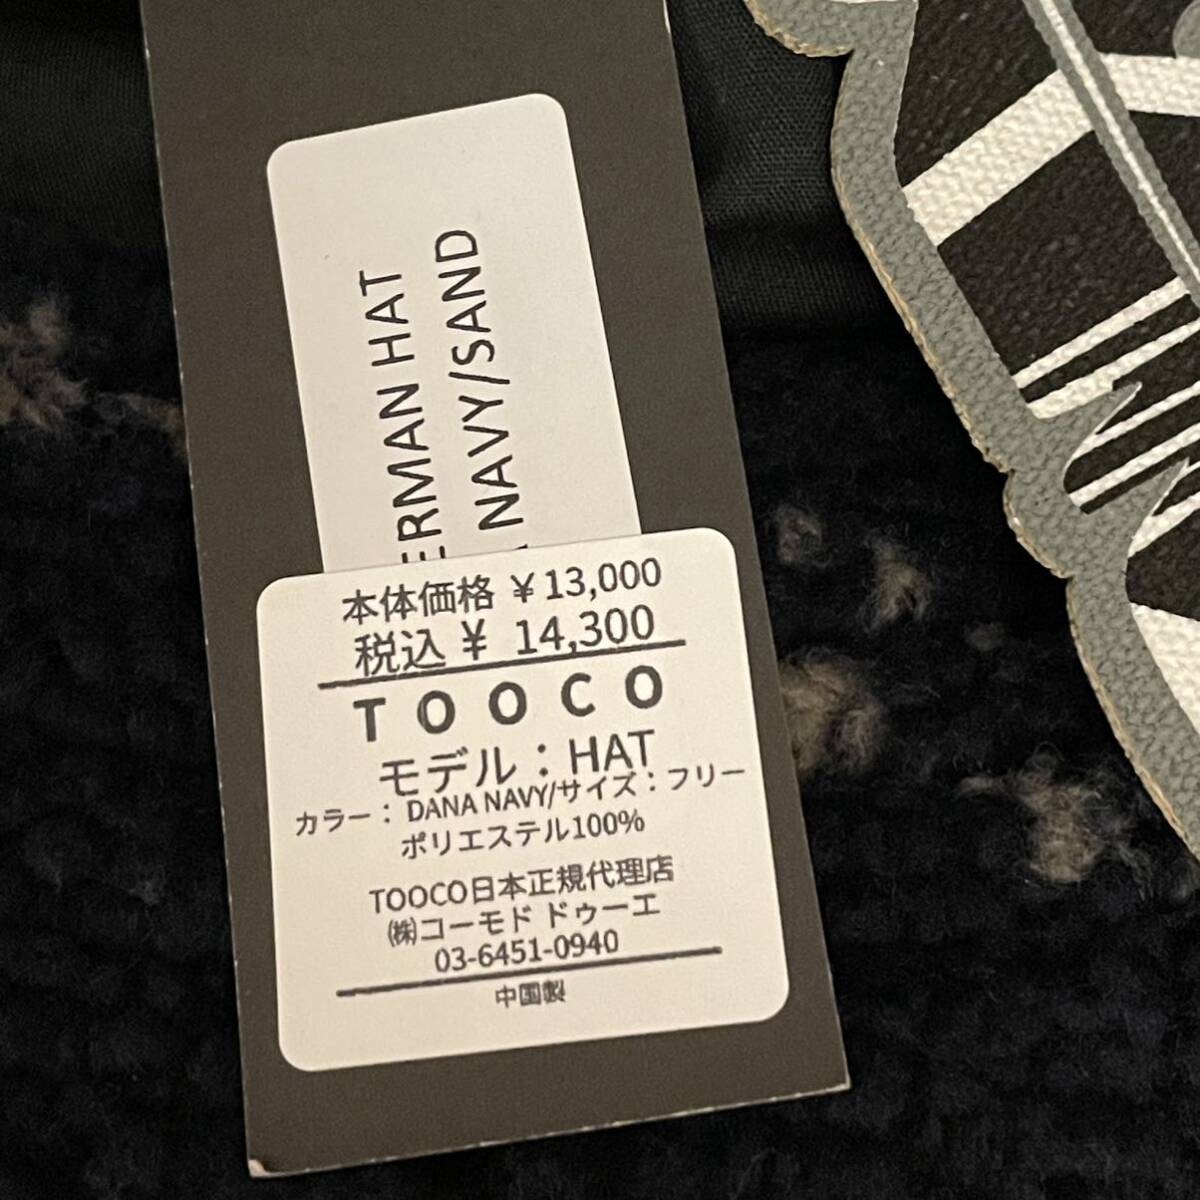 ERMAN HAT
NAVY/SAND
本体価格 ¥13,000
税込 ¥ 14,300
TOOCO
モデル：HAT
カラー：DANA NAVY/サイズ：フリー
ポリエステル100%
TOOCO日本正規代理店
㈱コーモド ドゥーエ
03-6451-0940
中国製